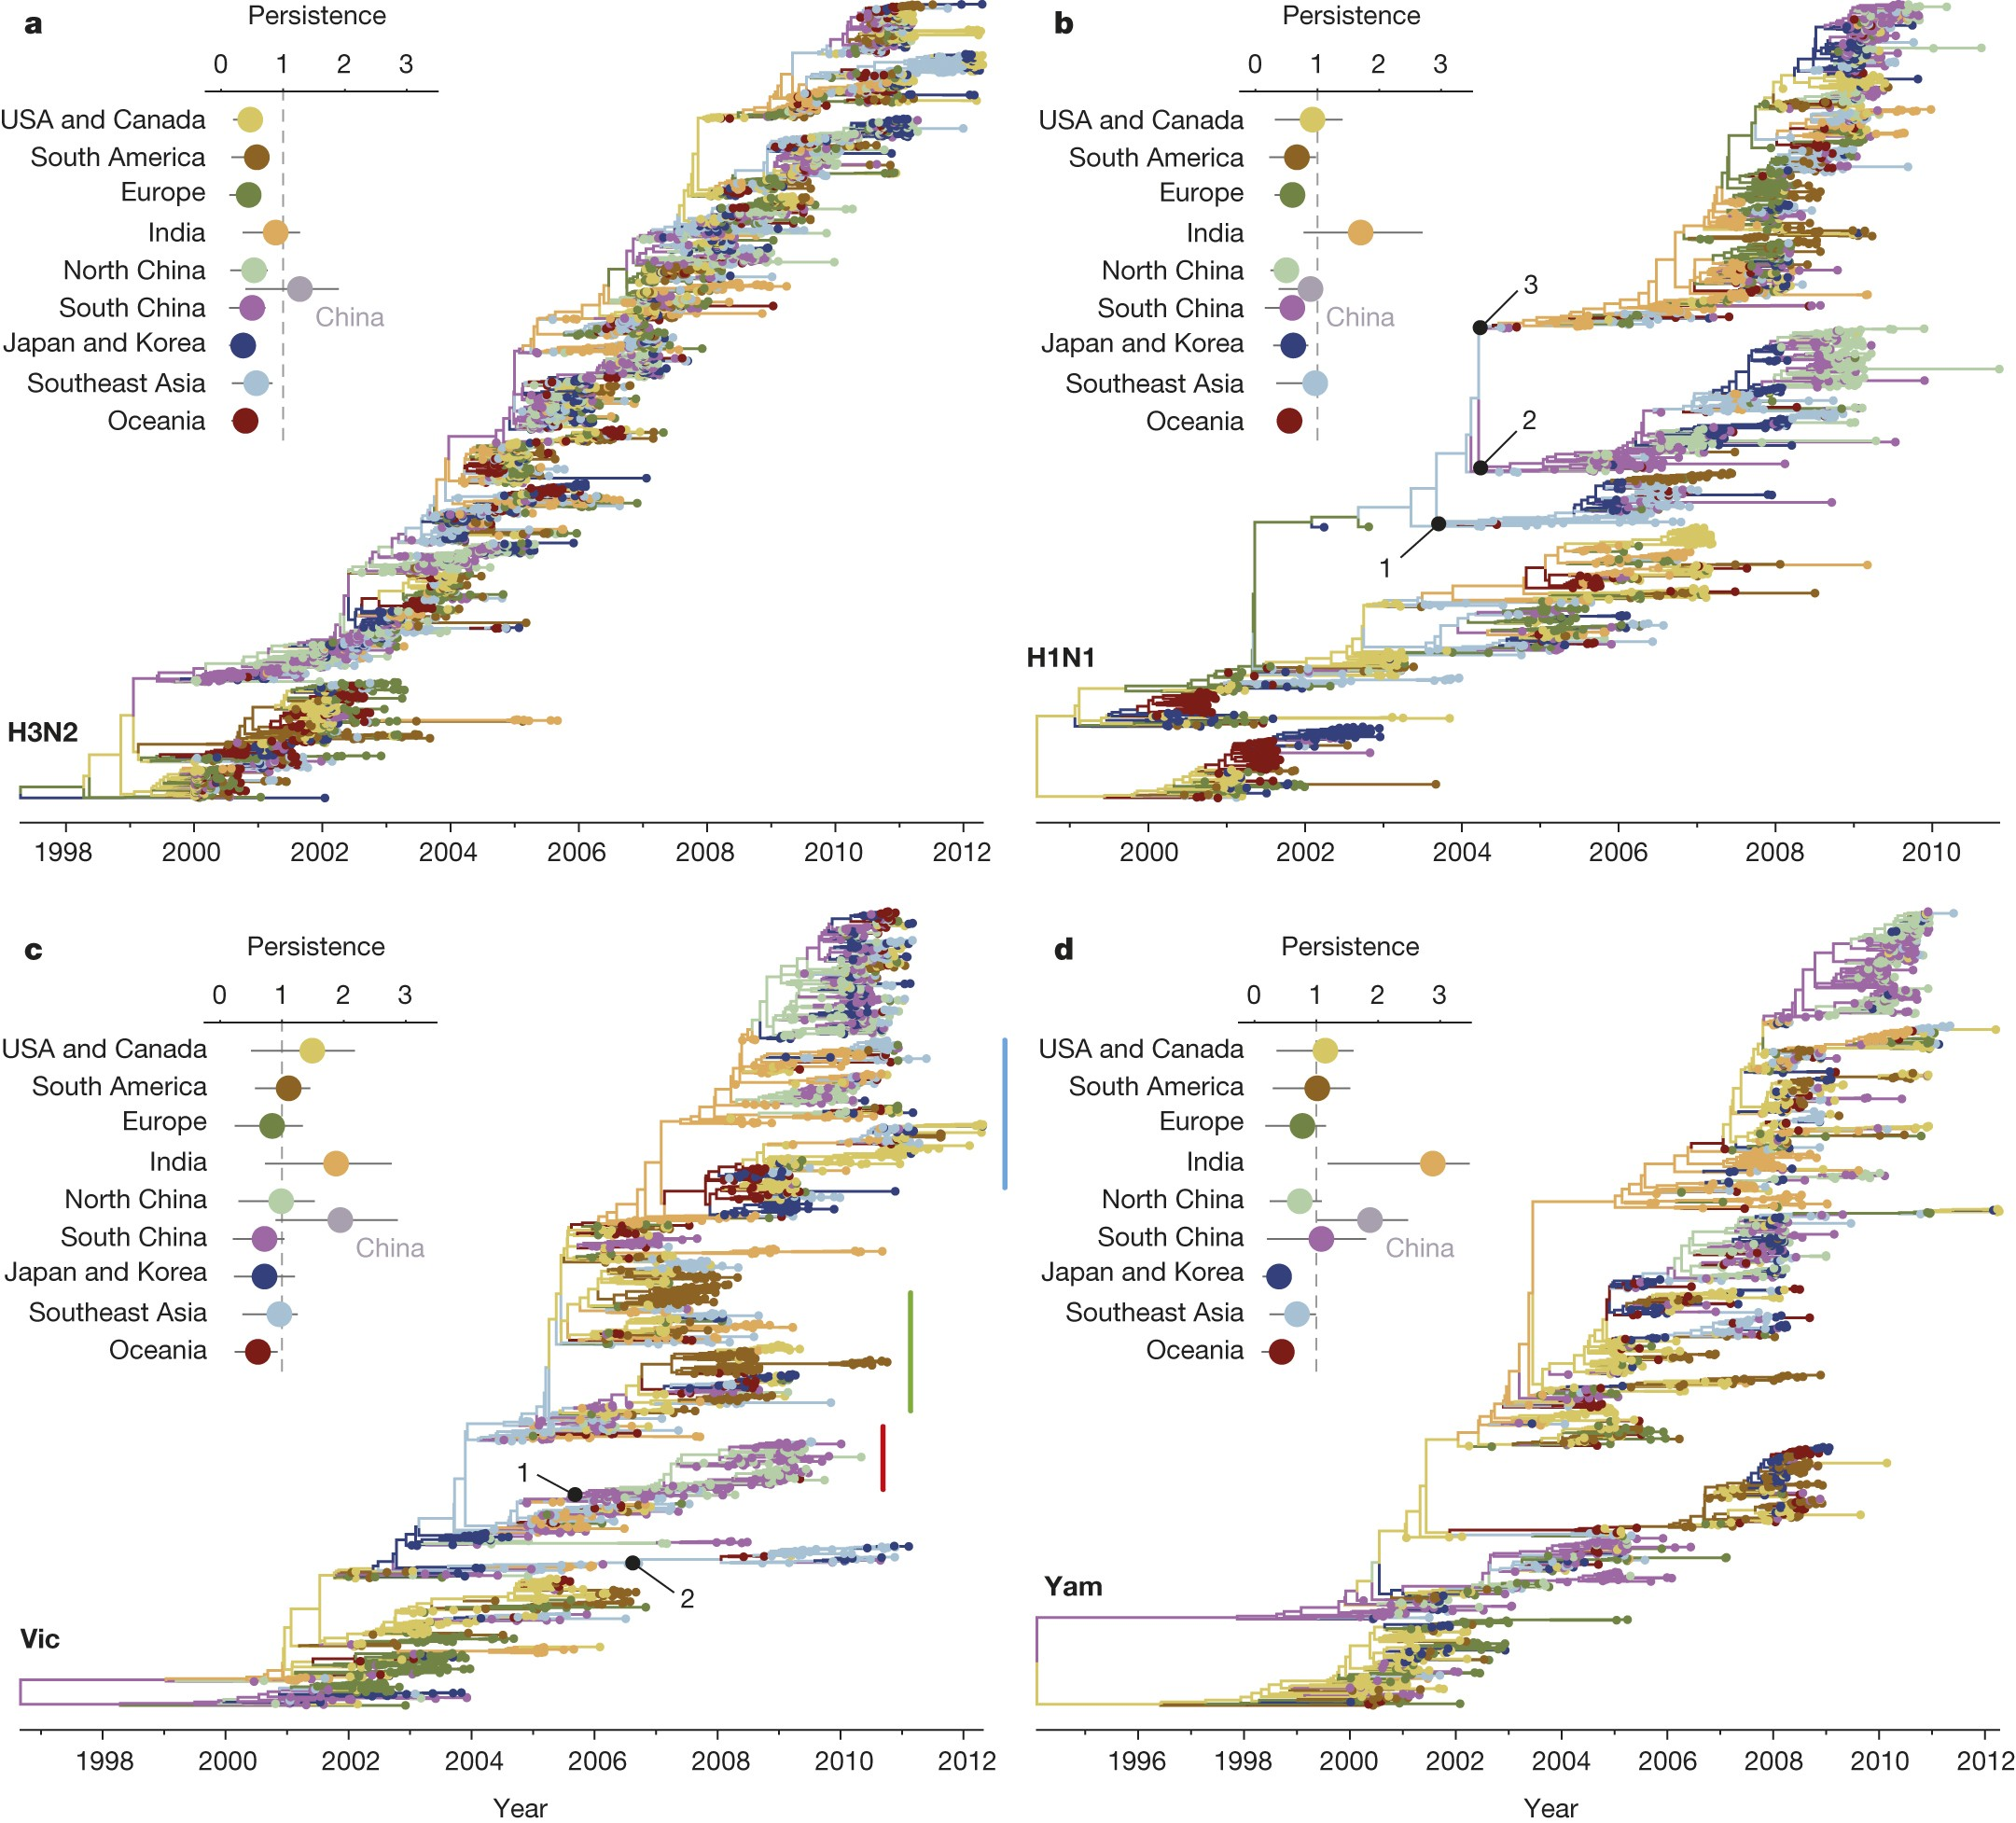 a
Persistence
0 1 2 3
USA and Canada
South America
Europe
India
North China
South China
China
Japan and Korea
Southeast Asia
Oceania
H3N2
1998 2000 2002 2004 2006 2008 2010 2012
b
Persistence
0 1 2 3
USA and Canada
South America
Europe
India
North China
South China
China
Japan and Korea
Southeast Asia
Oceania
3
2
1
H1N1
2000 2002 2004 2006 2008 2010
c
Persistence
0 1 2 3
USA and Canada
South America
Europe
India
North China
South China
China
Japan and Korea
Southeast Asia
Oceania
1
2
Vic
1998 2000 2002 2004 2006 2008 2010 2012
Year
d
Persistence
0 1 2 3
USA and Canada
South America
Europe
India
North China
South China
China
Japan and Korea
Southeast Asia
Oceania
Yam
1996 1998 2000 2002 2004 2006 2008 2010 2012
Year